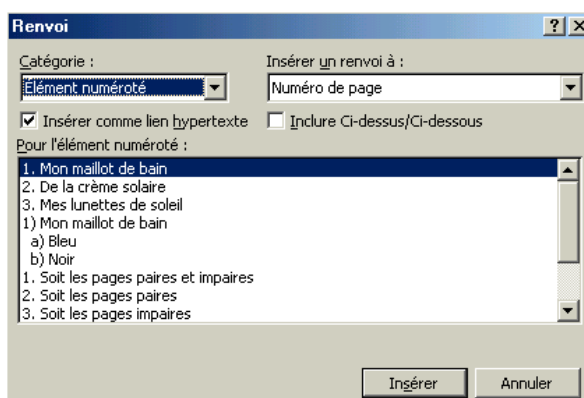 Renvoi
Catégorie :
Insérer un renvoi à :
Élément numéroté
Numéro de page
Insérer comme lien hypertexte
Inclure Ci-dessus/Ci-dessous
Pour l'élément numéroté :
1. Mon maillot de bain
2. De la crème solaire
3. Mes lunettes de soleil
1) Mon maillot de bain
a) Bleu
b) Noir
1. Soit les pages paires et impaires
2. Soit les pages paires
3. Soit les pages impaires
Insérer
Annuler